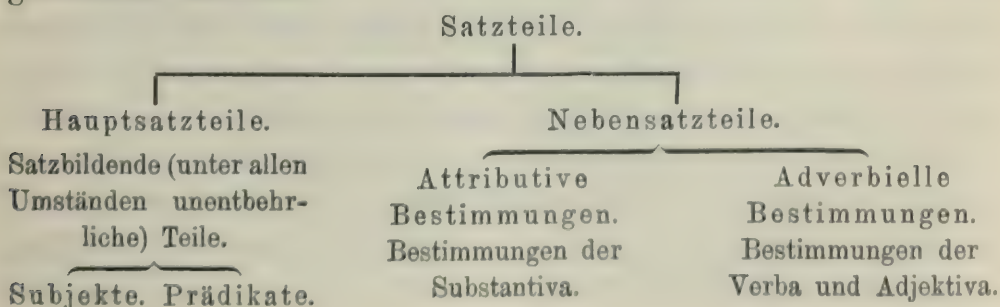 Satzteile.
Hauptsatzteile.
Satzbildende (unter allen
Umständen unentbehr-
liche) Teile.
Subjekte. Prädikate.
Nebensatzteile.
Attributive
Bestimmungen.
Bestimmungen der
Substantiva.
Adverbielle
Bestimmungen.
Bestimmungen der
Verba und Adjektiva.